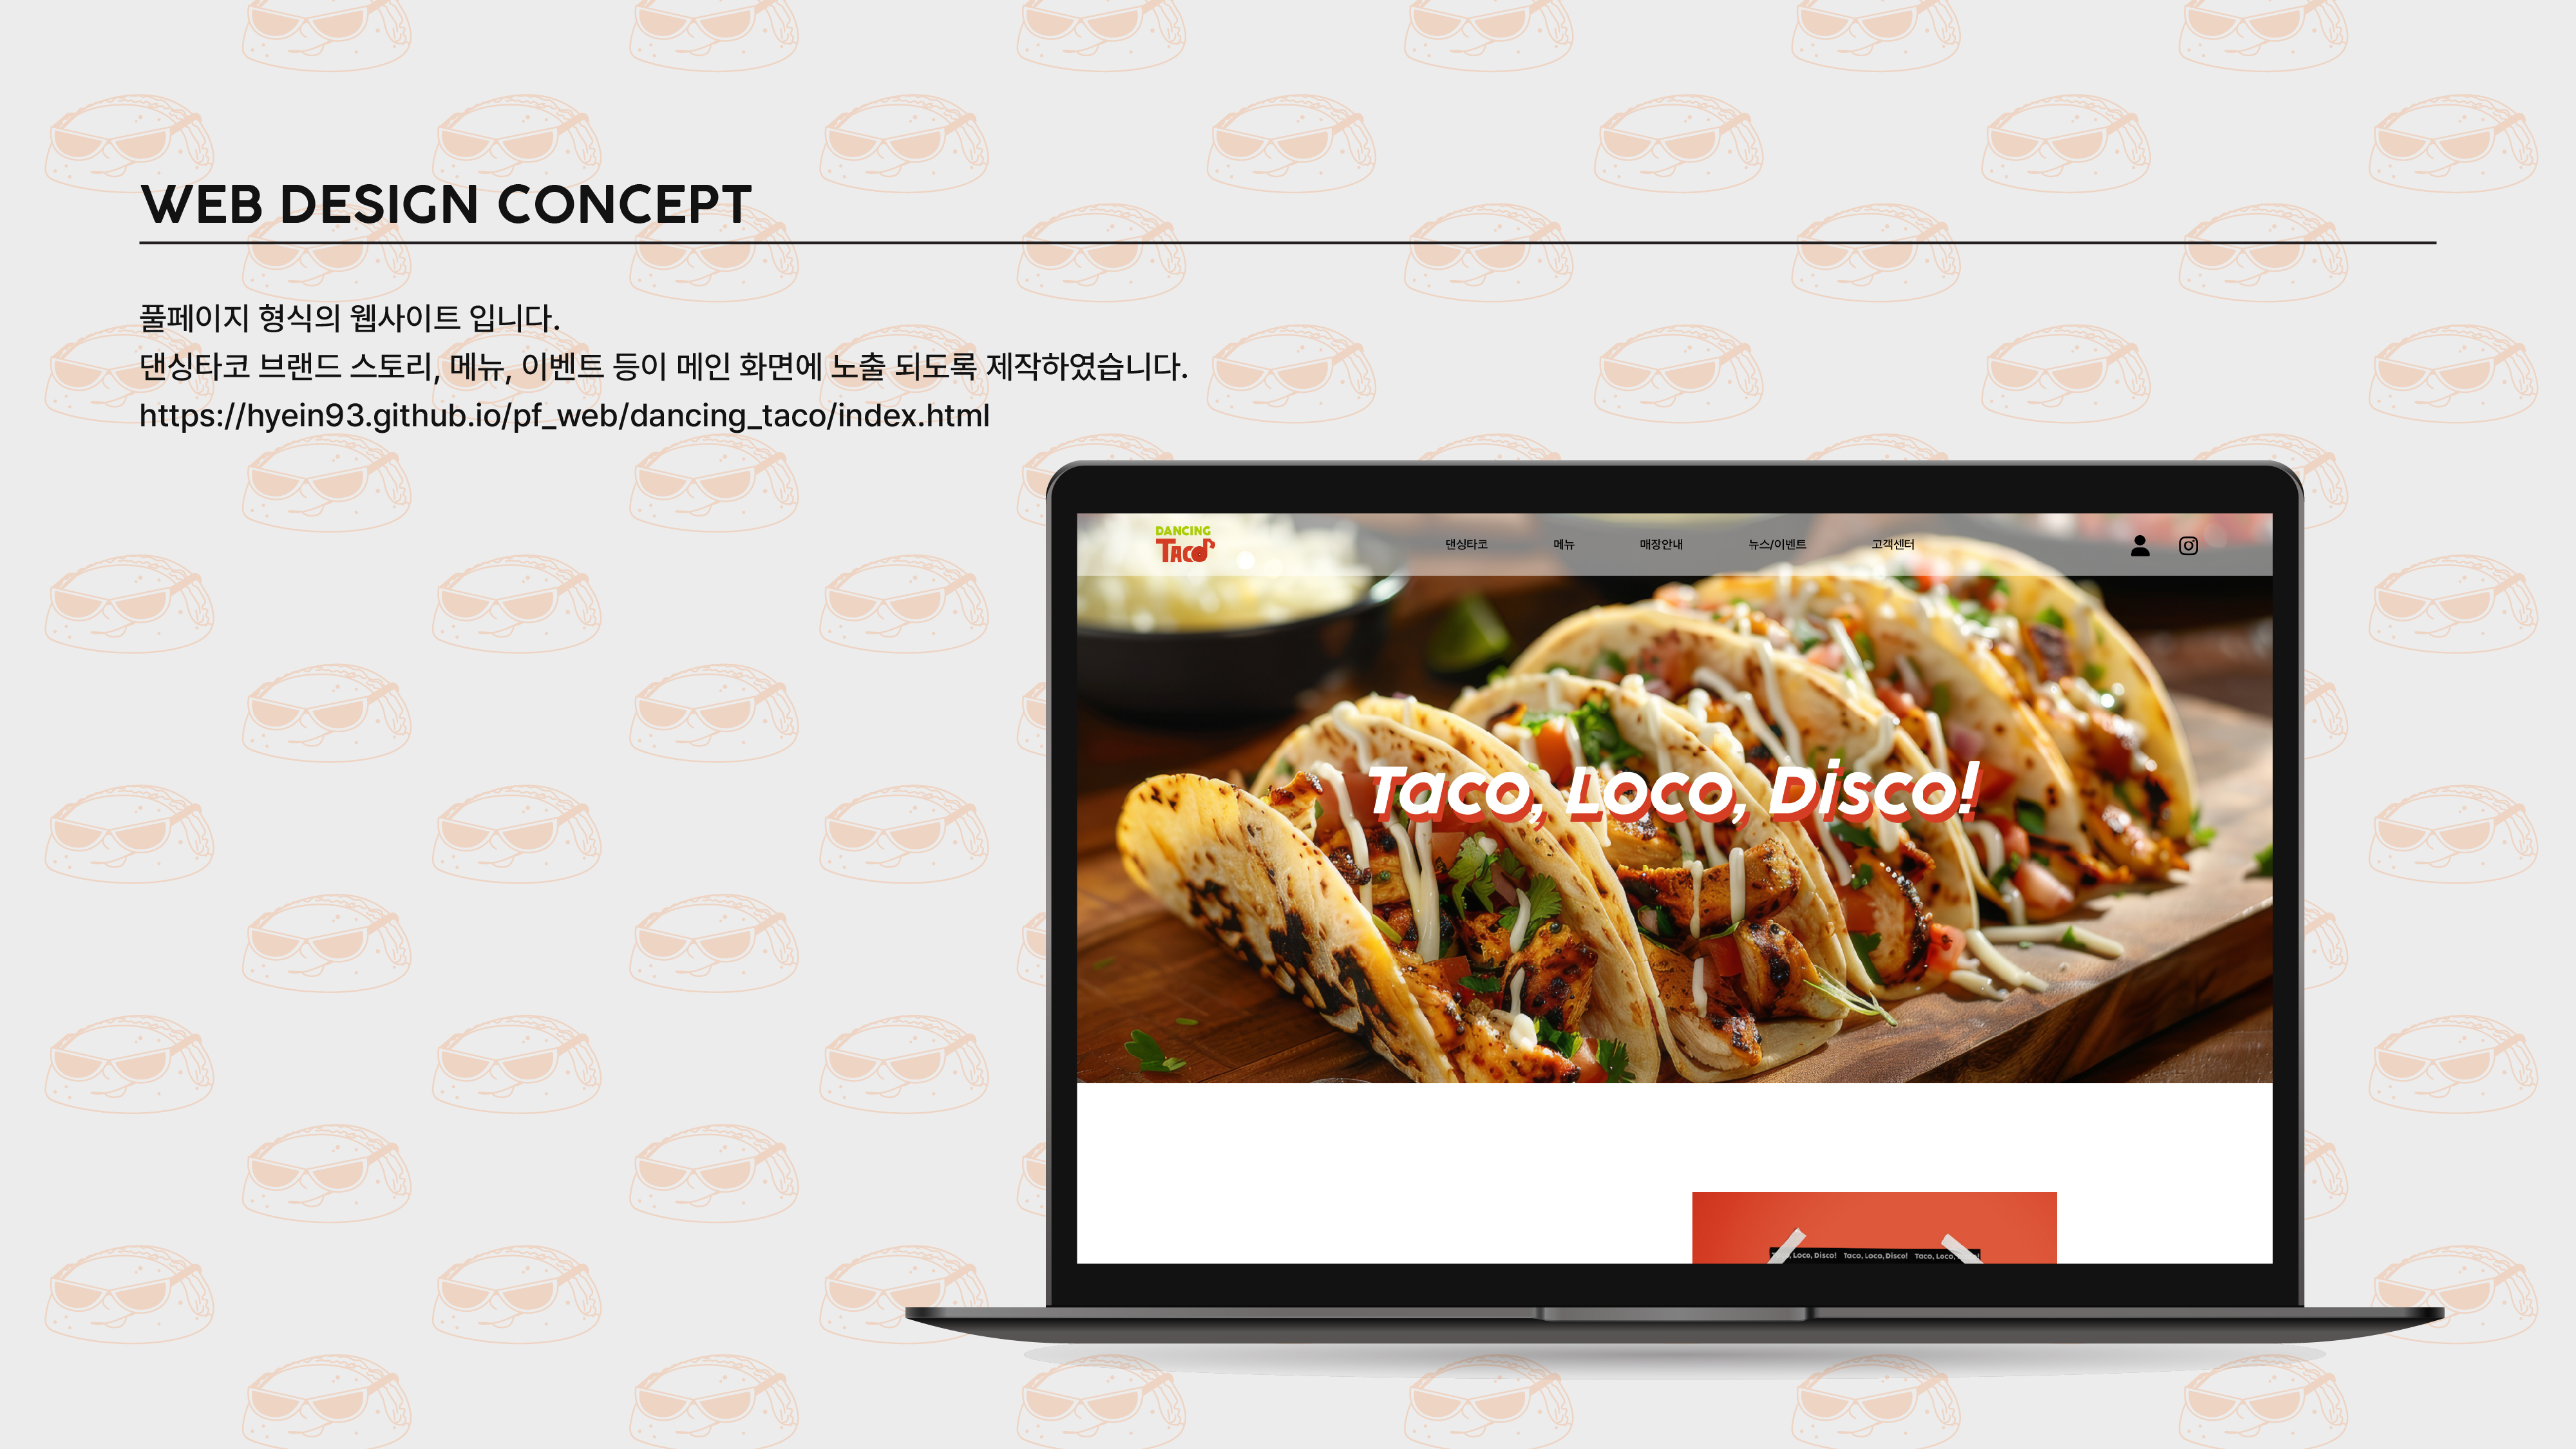 WEB DESIGN CONCEPT
풀페이지 형식의 웹사이트 입니다.
댄싱타코 브랜드 스토리, 메뉴, 이벤트 등이 메인 화면에 노출 되도록 제작하였습니다.
https://hyein93.github.io/pf_web/dancing_taco/index.html
DANCING
TACO
댄싱타코 메뉴 매장안내 뉴스/이벤트 고객센터
Taco, Loco, Disco!
Loco, Disco! Taco, Loco, Disco! Taco, Loco,